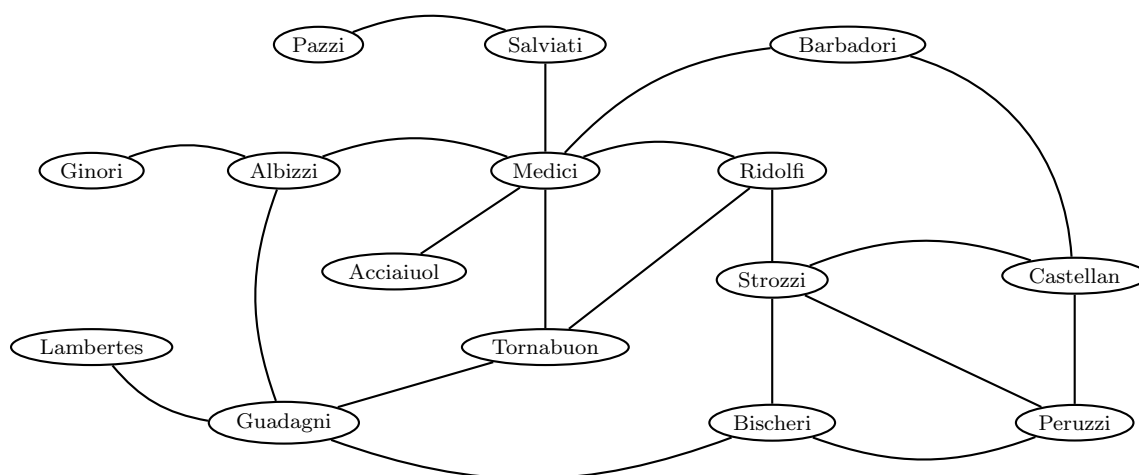 Pazzi
Salviati
Barbadori
Ginori
Albizzi
Medici
Ridolfi
Acciaiuol
Strozzi
Castellan
Lambertes
Tornabuon
Guadagni
Bischeri
Peruzzi